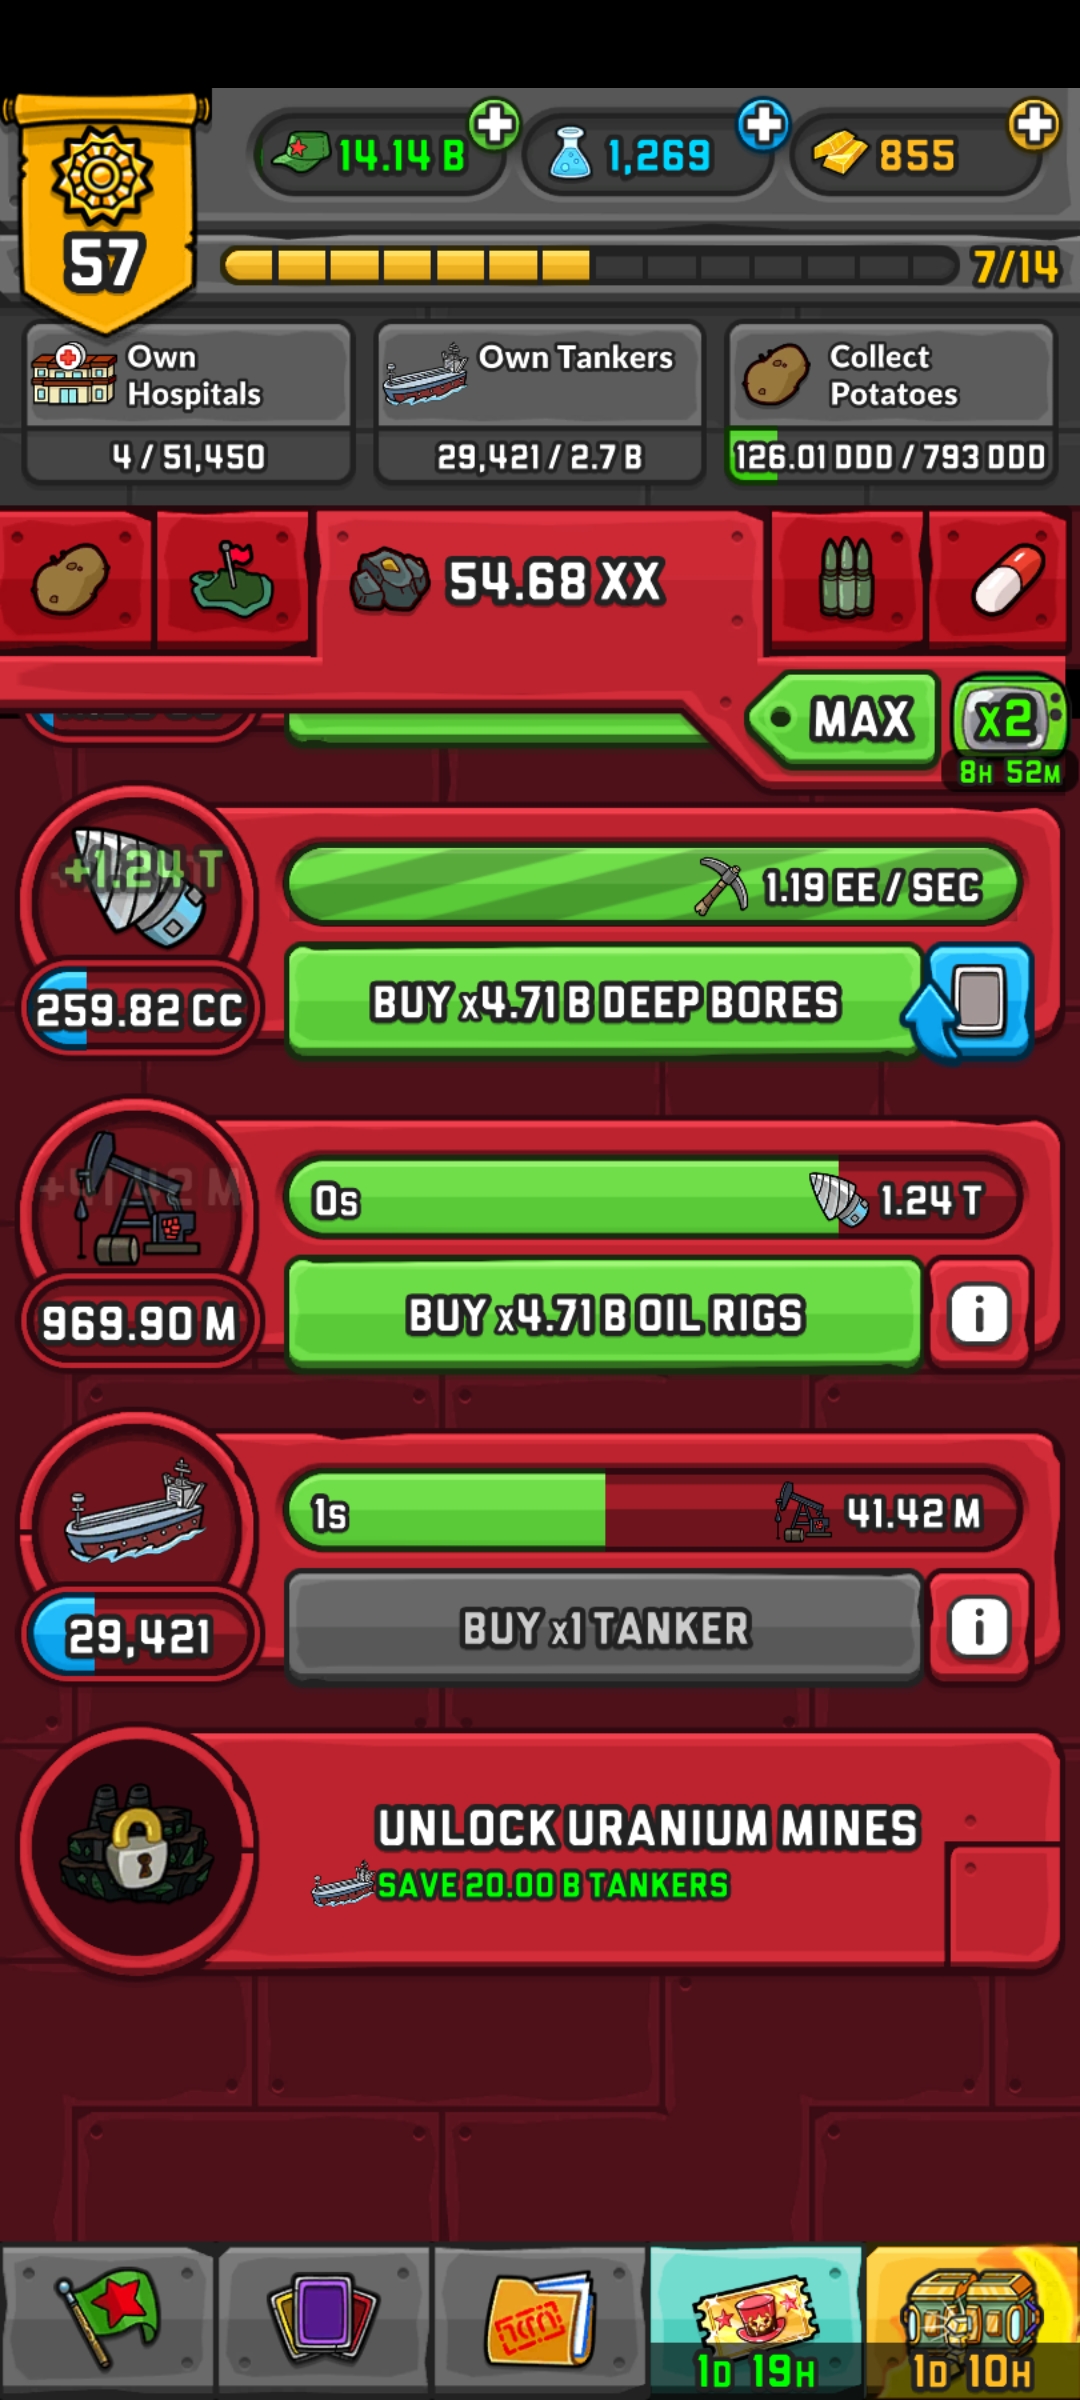 14.14 B
1,269
855
57
7/14
Own Hospitals
4 / 51,450
Own Tankers
29,421 / 2.7 B
Collect Potatoes
126.01 DDD / 793 DDD
54.68 XX
MAX
x2
8H 52M
+1.24 T
1.19 EE / SEC
259.82 CC
BUY x4.71 B DEEP BORES
+41.42 M
0s
1.24 T
969.90 M
BUY x4.71 B OIL RIGS
i
1s
41.42 M
29,421
BUY x1 TANKER
i
UNLOCK URANIUM MINES
SAVE 20.00 B TANKERS
1D 19H
1D 10H